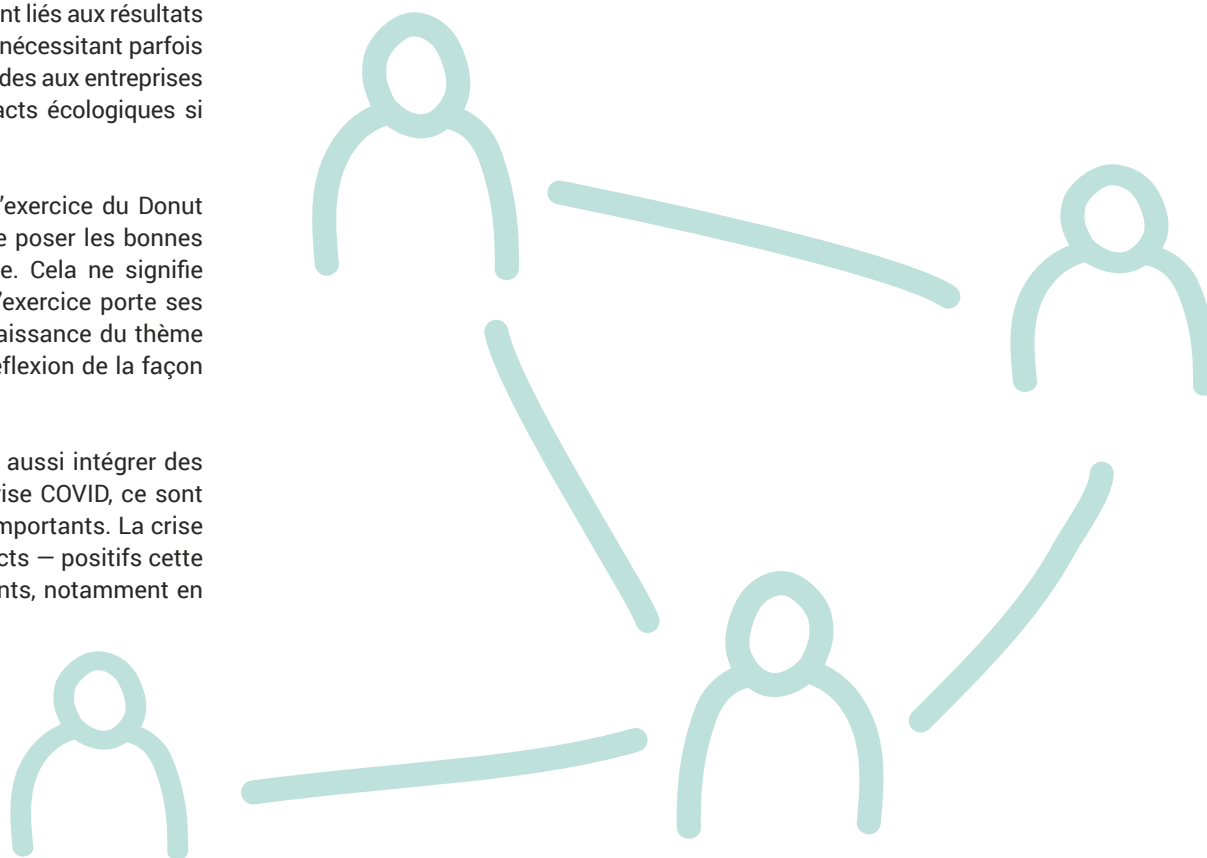 nt liés aux résultats
nécessitant parfois
des aux entreprises
acts écologiques si
'exercice du Donut
e poser les bonnes
e. Cela ne signifie
'exercice porte ses
aissance du thème
éflexion de la façon
aussi intégrer des
rise COVID, ce sont
mportants. La crise
cts — positifs cette
nts, notamment en